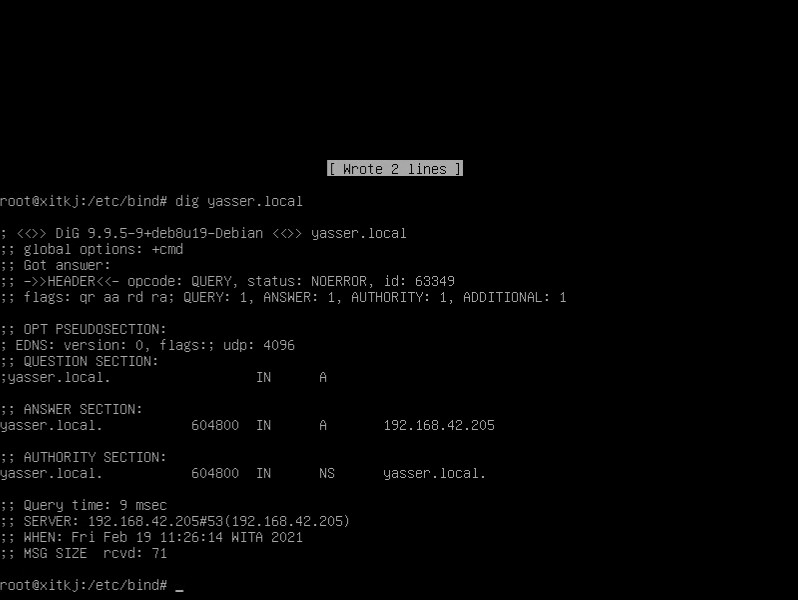 [ Wrote 2 lines ]
root@xitkj:/etc/bind# dig yasser.local
; <<>> DiG 9.9.5-9+deb8u19-Debian <<>> yasser.local
;; global options: +cmd
;; Got answer:
;; ->>HEADER<<- opcode: QUERY, status: NOERROR, id: 63349
;; flags: qr aa rd ra; QUERY: 1, ANSWER: 1, AUTHORITY: 1, ADDITIONAL: 1
;; OPT PSEUDOSECTION:
; EDNS: version: 0, flags:; udp: 4096
;; QUESTION SECTION:
;yasser.local. IN A
;; ANSWER SECTION:
yasser.local. 604800 IN A 192.168.42.205
;; AUTHORITY SECTION:
yasser.local. 604800 IN NS yasser.local.
;; Query time: 9 msec
;; SERVER: 192.168.42.205#53(192.168.42.205)
;; WHEN: Fri Feb 19 11:26:14 WITA 2021
;; MSG SIZE rcvd: 71
root@xitkj:/etc/bind# _